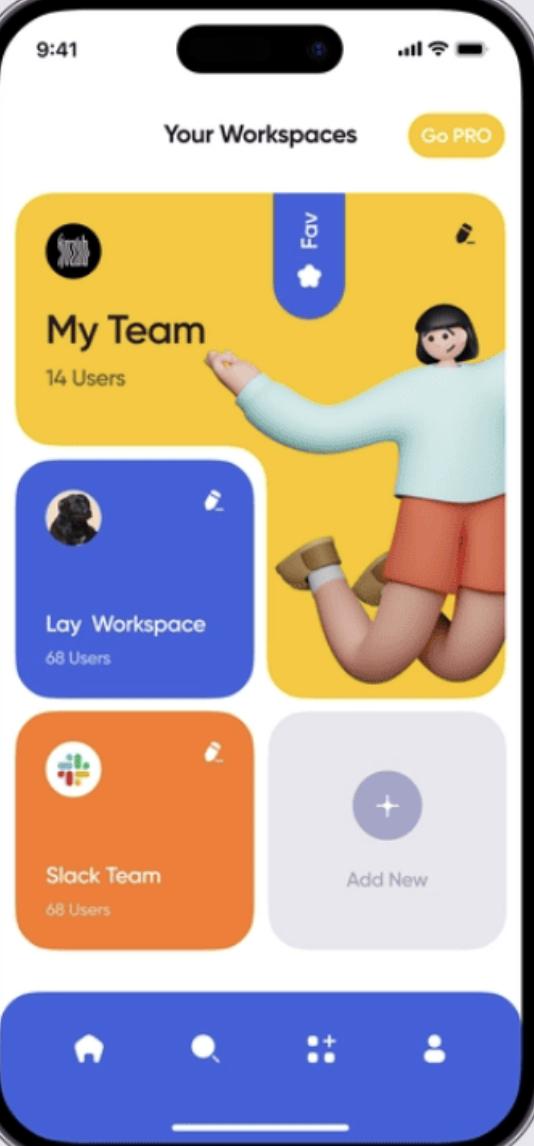 9:41
Your Workspaces
Go PRO
Fav
My Team
14 Users
Lay Workspace
68 Users
Slack Team
68 Users
Add New